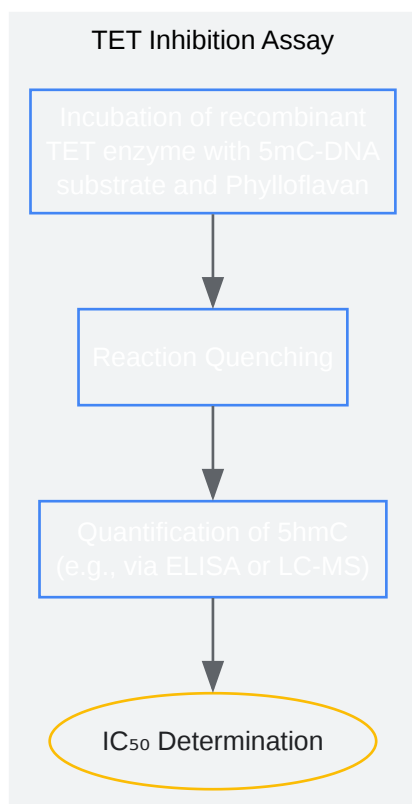 TET Inhibition Assay
Incubation of recombinant
TET enzyme with 5mC-DNA
substrate and Phylloflavan
Reaction Quenching
Quantification of 5hmC
(e.g., via ELISA or LC-MS)
IC₅₀ Determination